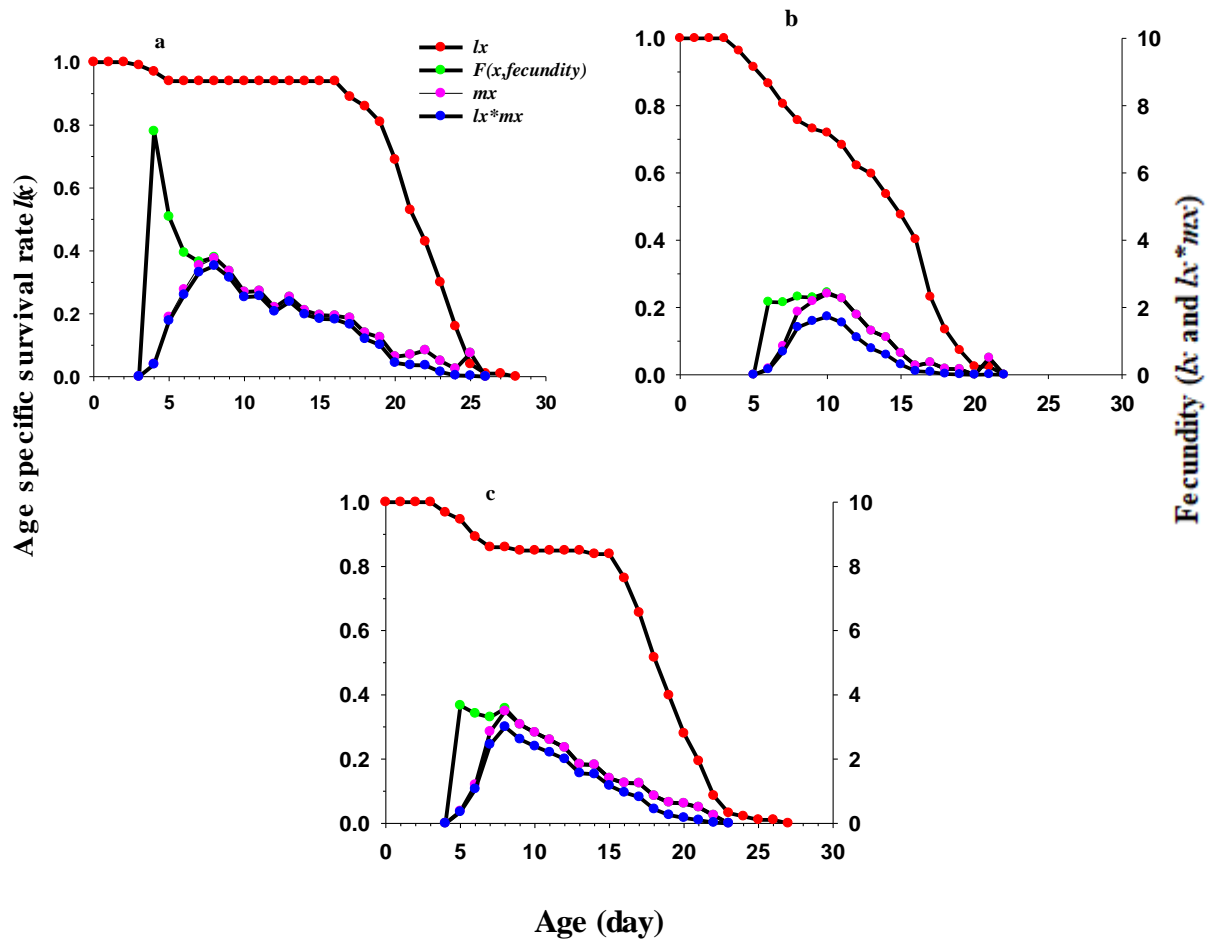 a
lx
F(x,fecundity)
mx
lx*mx
1.0
0.8
0.6
0.4
0.2
0.0
0 5 10 15 20 25 30
b
1.0
0.8
0.6
0.4
0.2
0.0
10
8
6
4
2
0
0 5 10 15 20 25 30
c
1.0
0.8
0.6
0.4
0.2
0.0
10
8
6
4
2
0
0 5 10 15 20 25 30
Age specific survival rate l(x)
Fecundity ((lx and lx*mx)
Age (day)